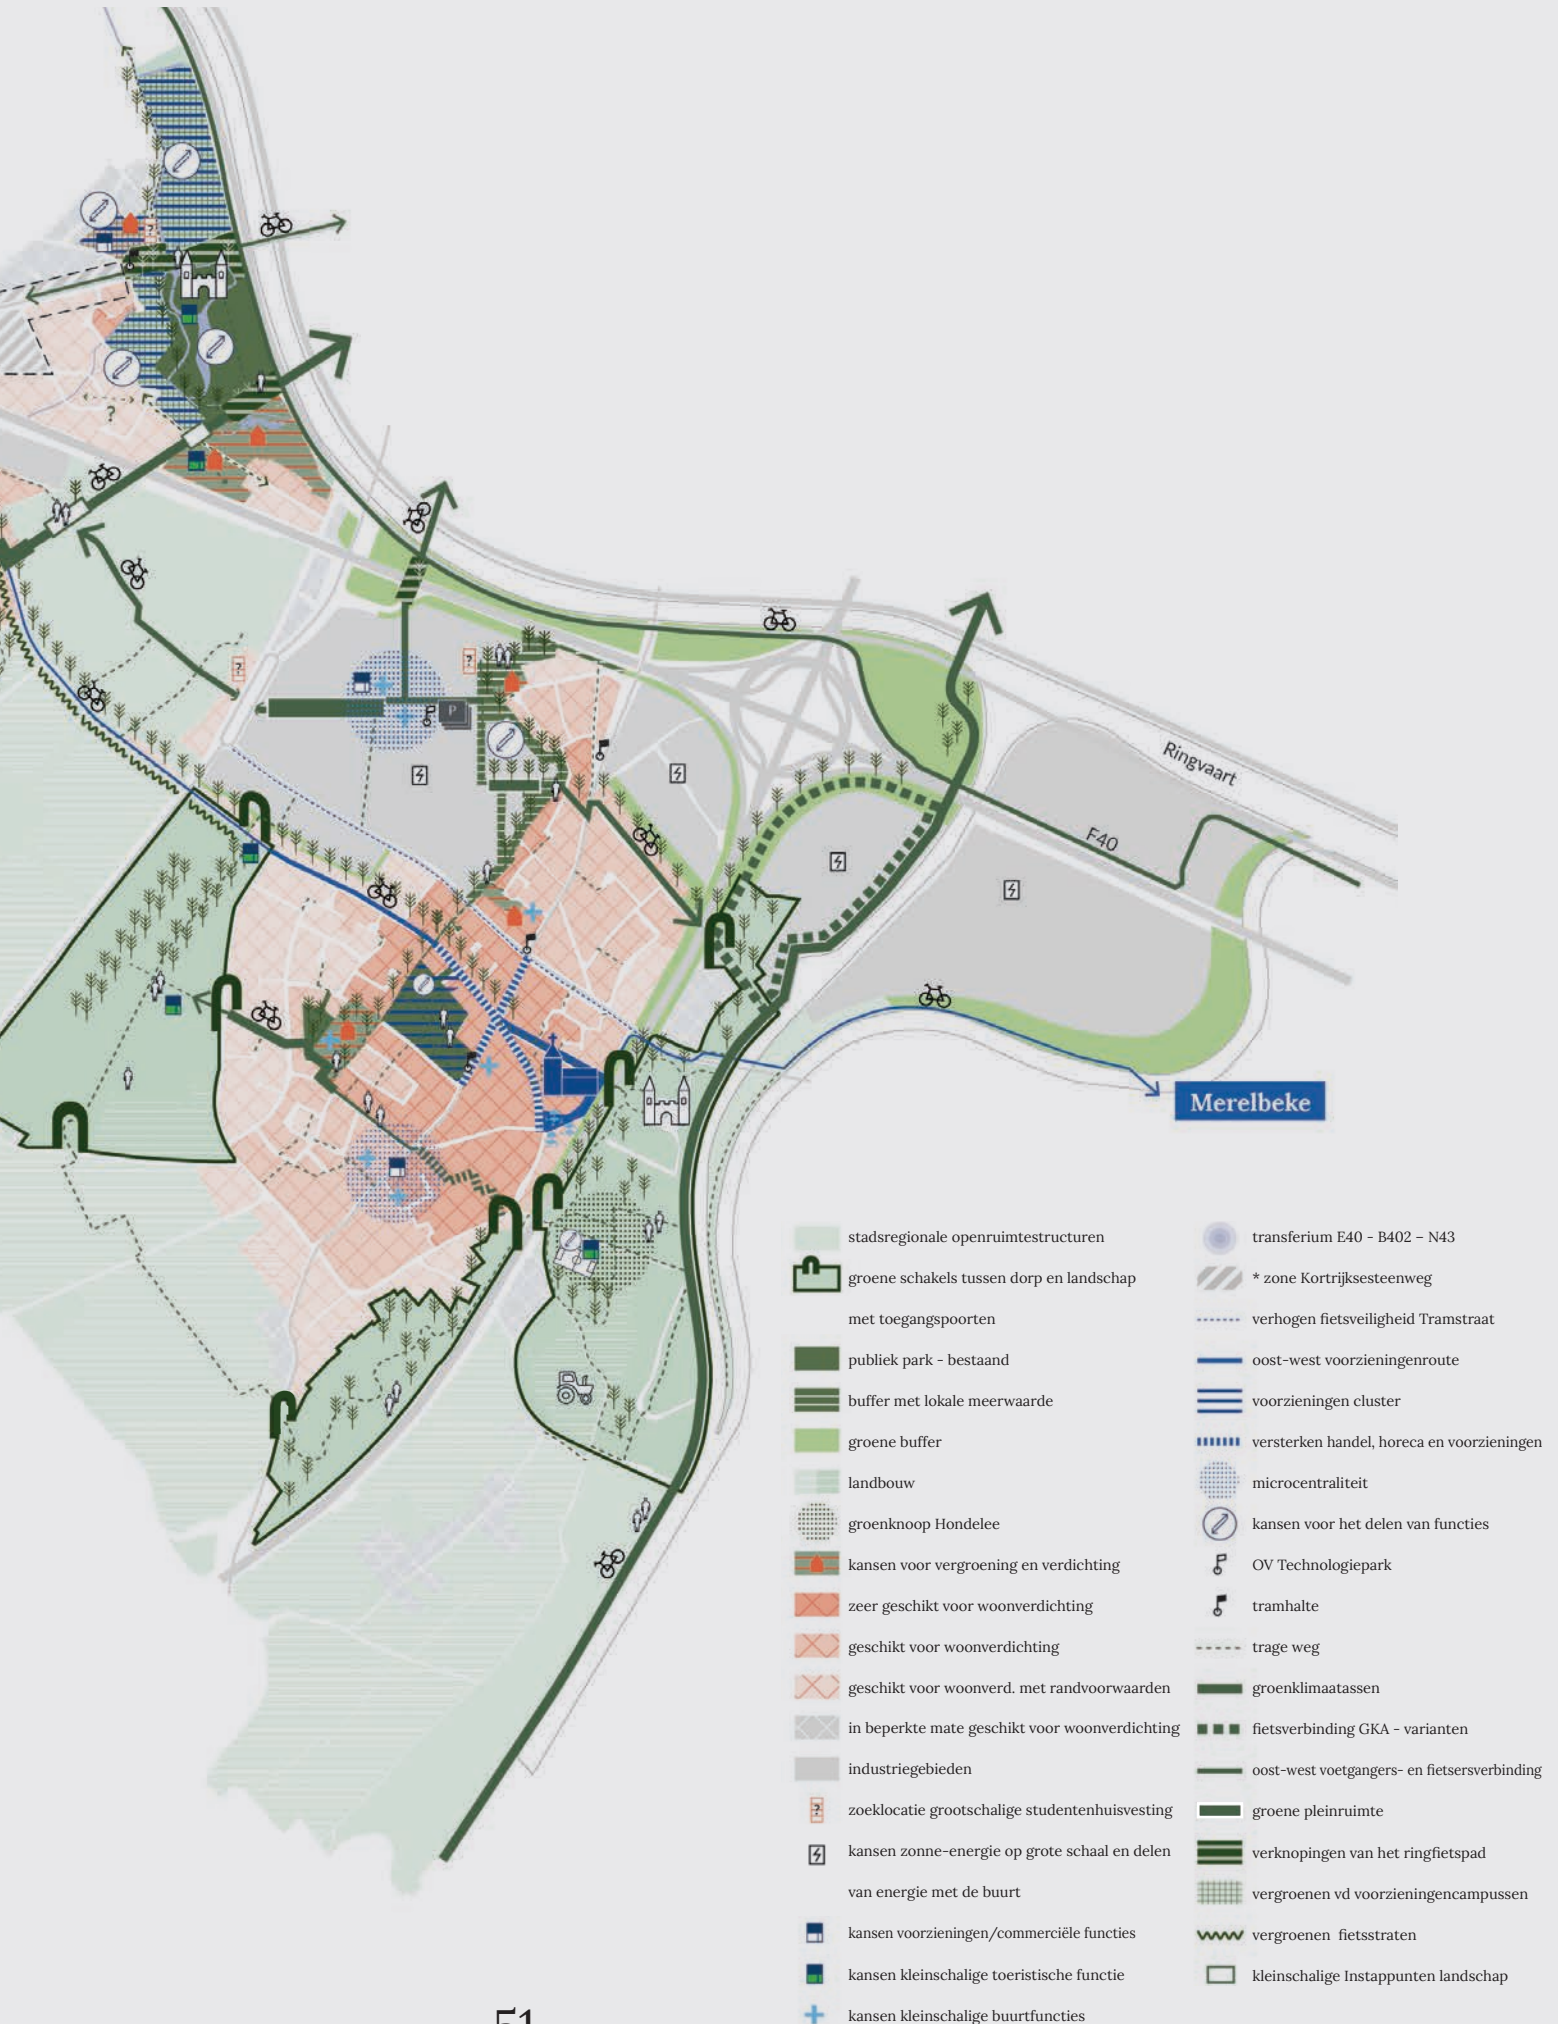 ?
?
?
P
Ringvaart
F40
Merelbeke
stadsregionale openruimtestructuren
groene schakels tussen dorp en landschap
met toegangspoorten
publiek park - bestaand
buffer met lokale meerwaarde
groene buffer
landbouw
groenknoop Hondelee
kansen voor vergroening en verdichting
zeer geschikt voor woonverdichting
geschikt voor woonverdichting
geschikt voor woonverd. met randvoorwaarden
in beperkte mate geschikt voor woonverdichting
industriegebieden
? zoeklocatie grootschalige studentenhuisvesting
kansen zonne-energie op grote schaal en delen
van energie met de buurt
kansen voorzieningen/commerciële functies
kansen kleinschalige toeristische functie
kansen kleinschalige buurtfuncties
transferium E40 - B402 – N43
* zone Kortrijksesteenweg
verhogen fietsveiligheid Tramstraat
oost-west voorzieningenroute
voorzieningen cluster
versterken handel, horeca en voorzieningen
microcentraliteit
kansen voor het delen van functies
OV Technologiepark
tramhalte
trage weg
groenklimaatassen
fietsverbinding GKA - varianten
oost-west voetgangers- en fietsersverbinding
groene pleinruimte
verknopingen van het ringfietspad
vergroenen vd voorzieningencampussen
vergroenen fietsstraten
kleinschalige Instappunten landschap
51